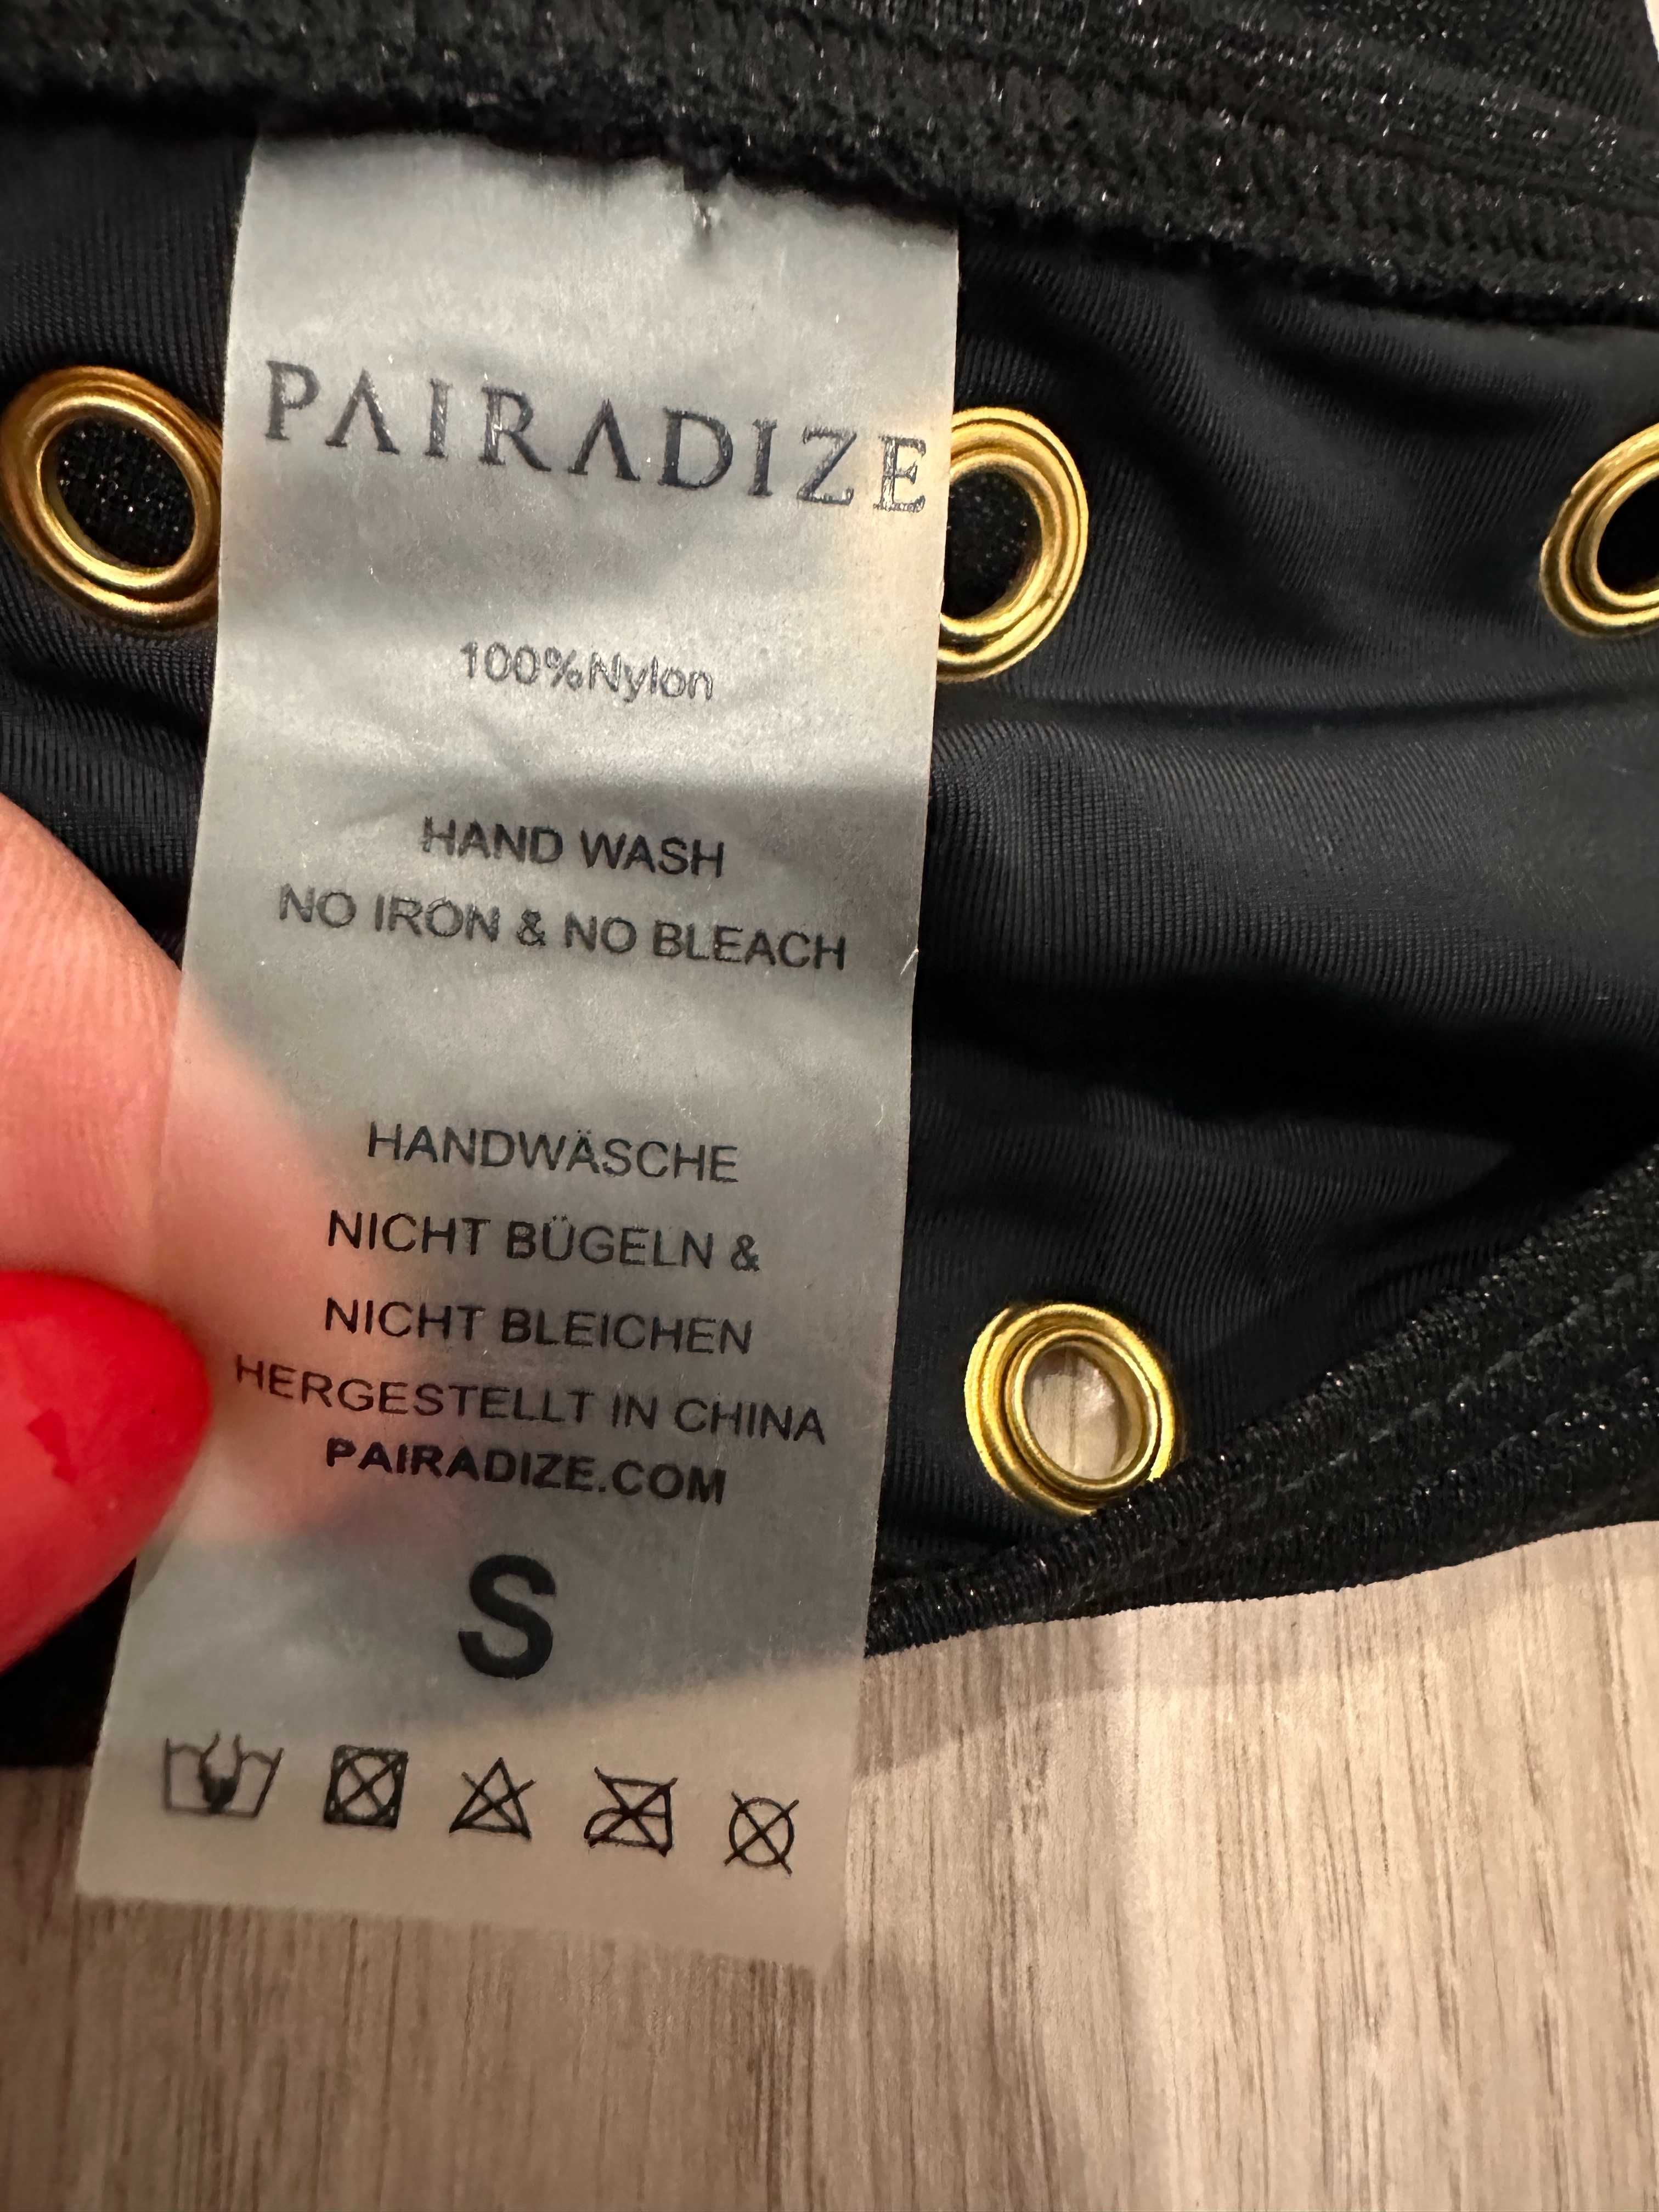 PAIRADIZE
100%Nylon
HAND WASH
NO IRON & NO BLEACH
HANDWÄSCHE
NICHT BÜGELN &
NICHT BLEICHEN
HERGESTELLT IN CHINA
PAIRADIZE.COM
S